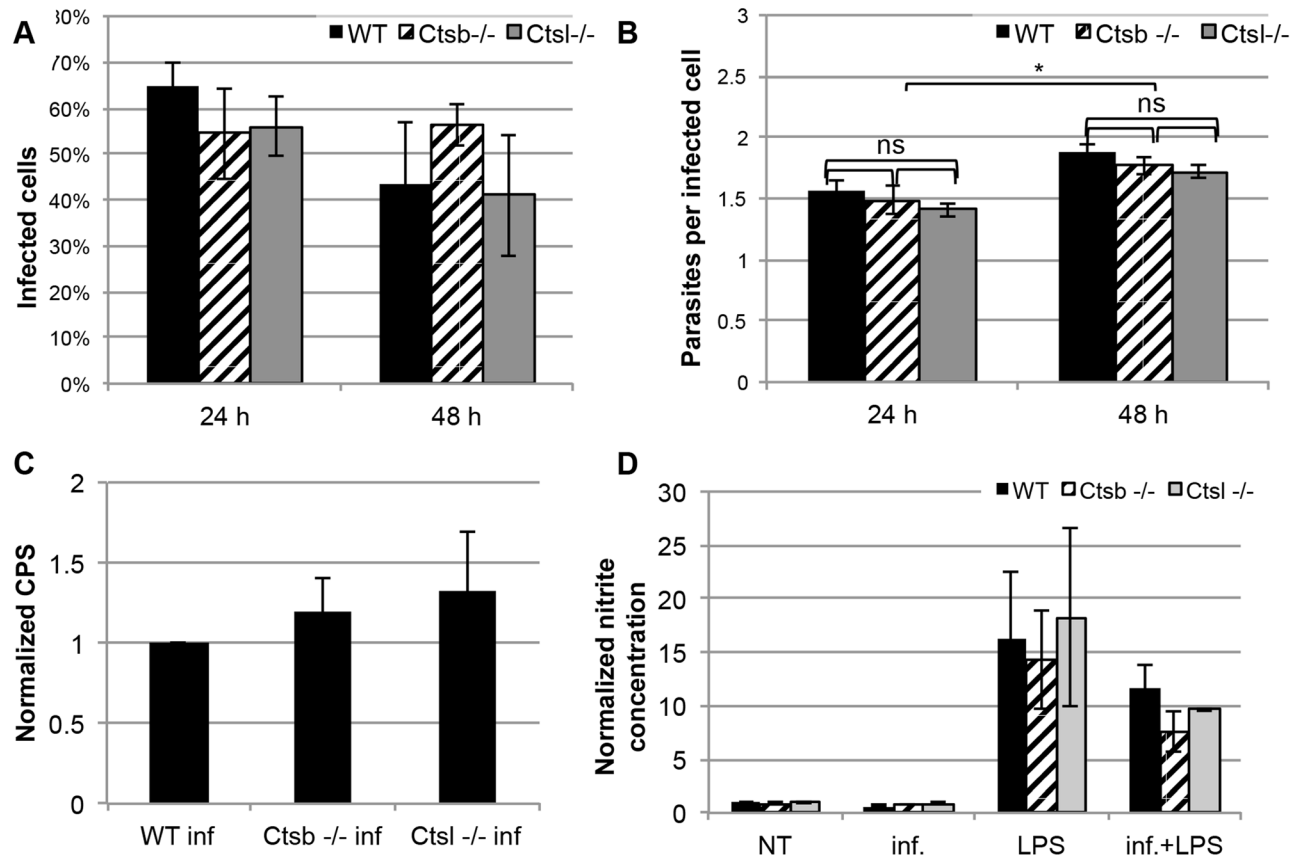 A
WT Ctsb-/- Ctsl-/-
Infected cells
80%
70%
60%
50%
40%
30%
20%
10%
0%
24 h 48 h
B
WT Ctsb -/- Ctsl-/-
Parasites per infected cell
3
2.5
2
1.5
1
0.5
0
*
ns
ns
24 h 48 h
C
Normalized CPS
2
1.5
1
0.5
0
WT inf Ctsb -/- inf Ctsl -/- inf
D
WT Ctsb -/- Ctsl -/-
Normalized nitrite
concentration
30
25
20
15
10
5
0
NT inf. LPS inf.+LPS